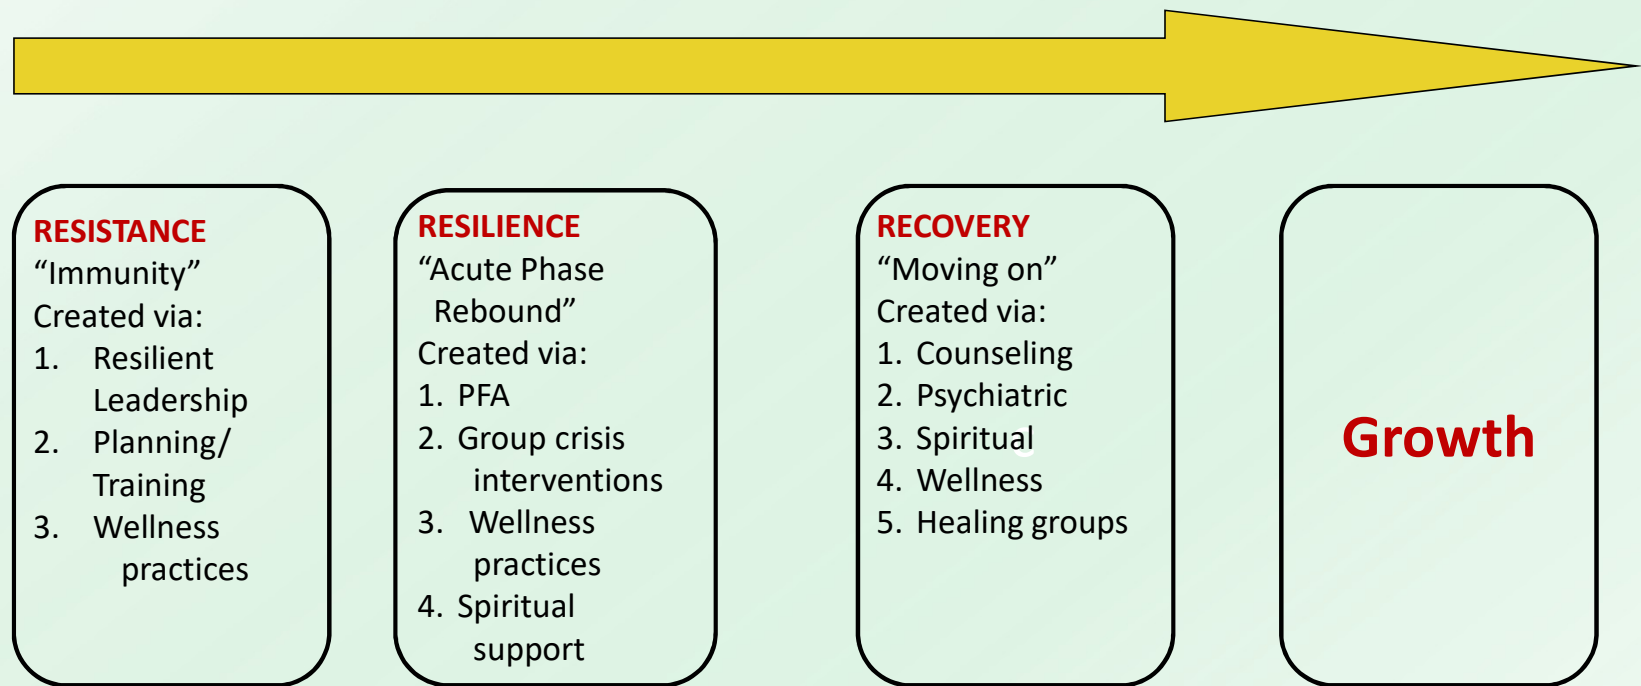 RESISTANCE
“Immunity”
Created via:
1. Resilient
Leadership
2. Planning/
Training
3. Wellness
practices
RESILIENCE
“Acute Phase
Rebound”
Created via:
1. PFA
2. Group crisis
interventions
3. Wellness
practices
4. Spiritual
support
RECOVERY
“Moving on”
Created via:
1. Counseling
2. Psychiatric
3. Spiritual
4. Wellness
5. Healing groups
Growth